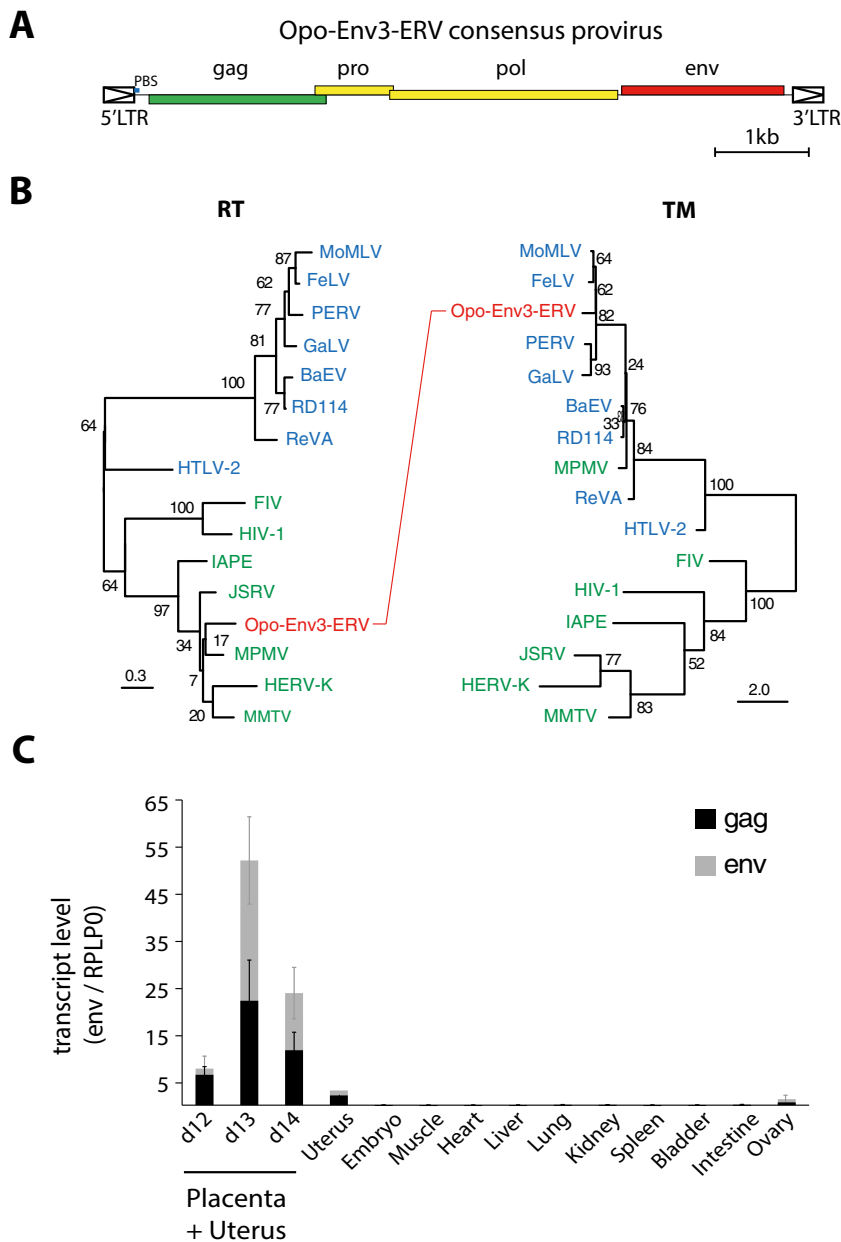 A
Opo-Env3-ERV consensus provirus
gag
pro
pol
env
PBS
5'LTR
3'LTR
1kb
B
RT
TM
MoMLV
FeLV
PERV
GaLV
BaEV
RD114
ReVA
HTLV-2
FIV
HIV-1
IAPE
JSRV
Opo-Env3-ERV
MPMV
HERV-K
MMTV
87
62
77
81
100
77
64
100
64
97
34
17
7
20
0.3
MoMLV
FeLV
Opo-Env3-ERV
PERV
GaLV
BaEV
RD114
MPMV
ReVA
HTLV-2
FIV
HIV-1
IAPE
JSRV
HERV-K
MMTV
64
62
82
93
24
76
33
84
100
100
84
52
77
83
2.0
C
transcript level
(env / RPLP0)
65
55
45
35
25
15
5
gag
env
d12
d13
d14
Uterus
Embryo
Muscle
Heart
Liver
Lung
Kidney
Spleen
Bladder
Intestine
Ovary
Placenta
+ Uterus